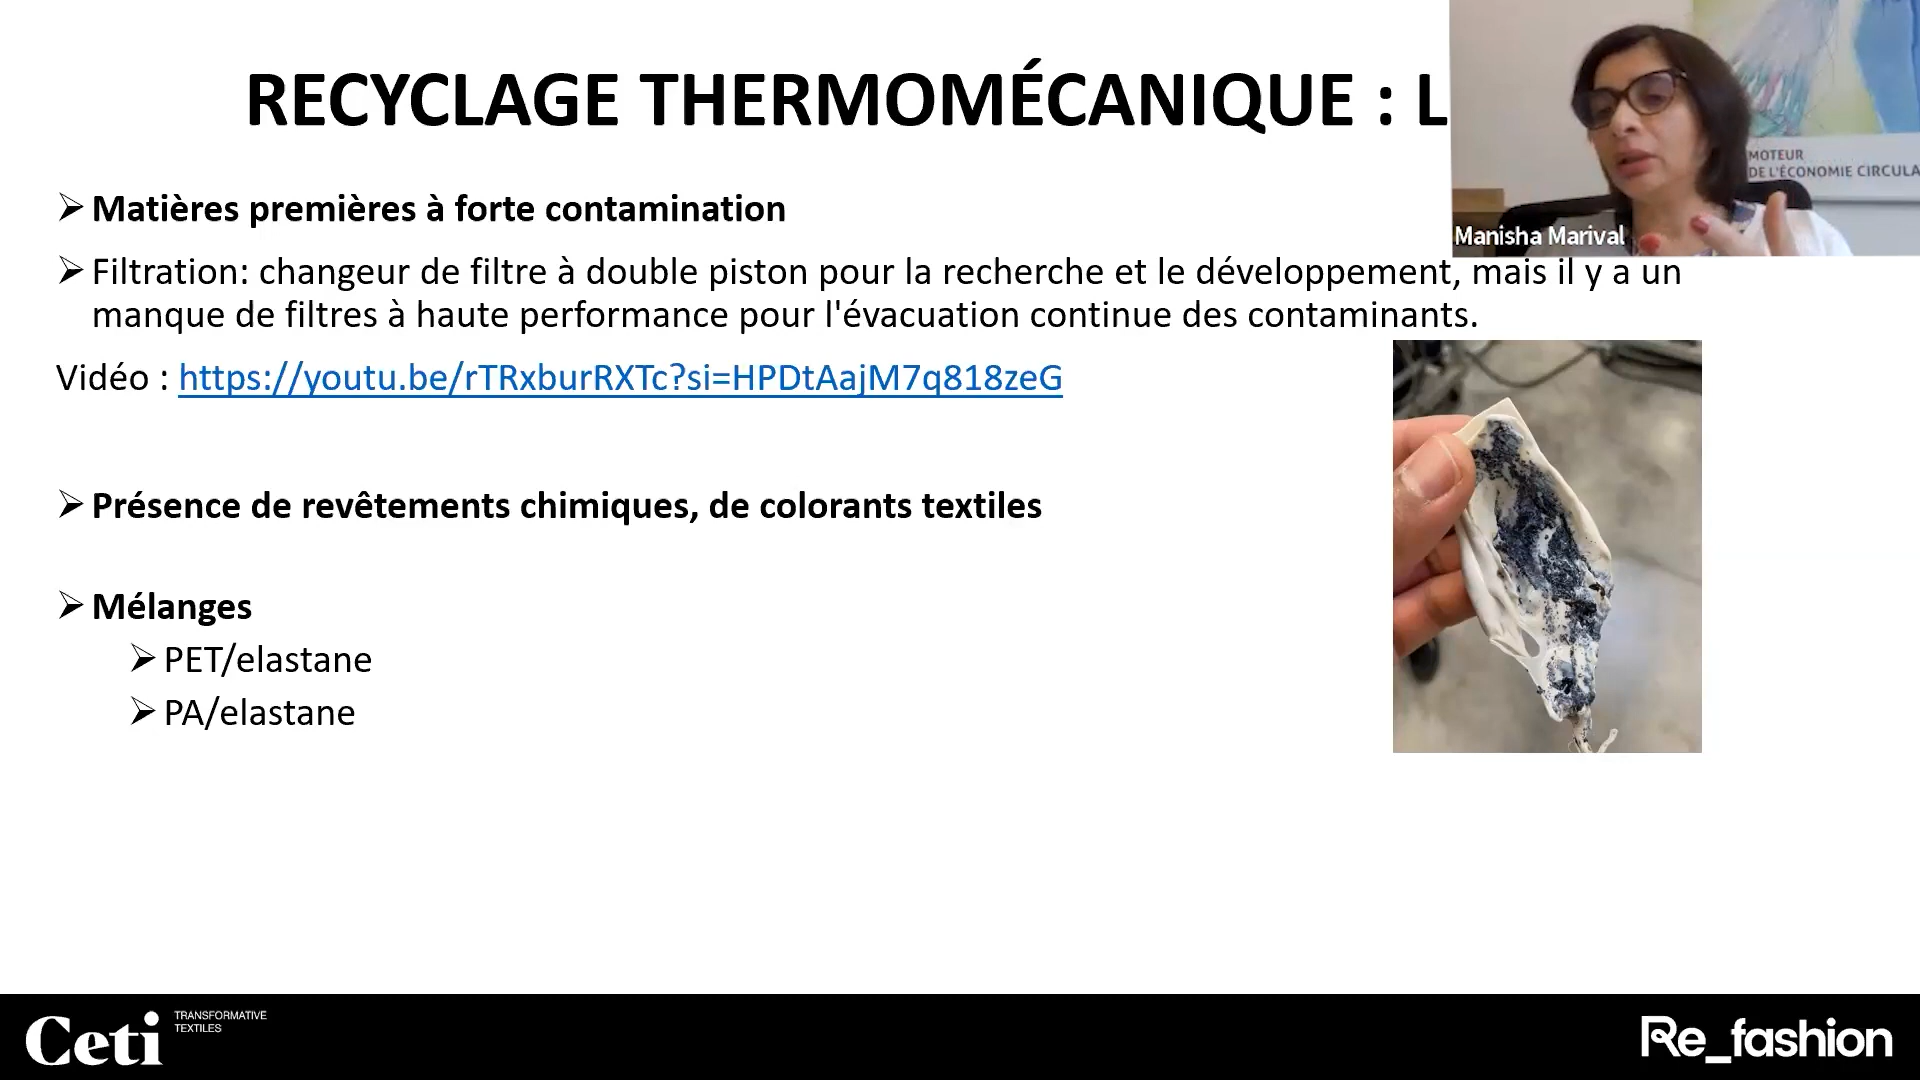 RECYCLAGE THERMOMÉCANIQUE : L
MOTEUR
DE L'ÉCONOMIE CIRCULA
Manisha Marival
Matières premières à forte contamination
Filtration: changeur de filtre à double piston pour la recherche et le développement, mais il y a un
manque de filtres à haute performance pour l'évacuation continue des contaminants.
Vidéo : https://youtu.be/rTRxburRXTc?si=HPDtAajM7q818zeG
Présence de revêtements chimiques, de colorants textiles
Mélanges
PET/elastane
PA/elastane
Ceti TRANSFORMATIVE
TEXTILES
Re_fashion